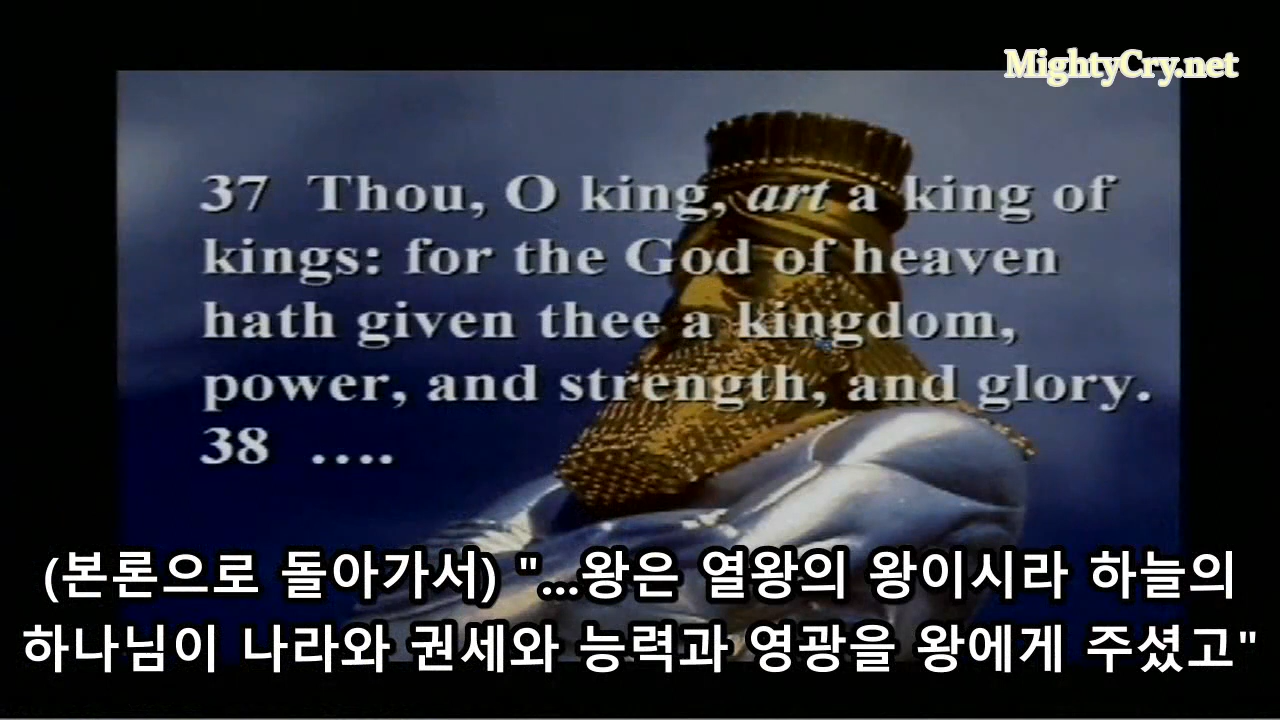 MightyCry.net
37 Thou, O king, art a king of
kings: for the God of heaven
hath given thee a kingdom,
power, and strength, and glory.
38 ....
(본론으로 돌아가서) "...왕은 열왕의 왕이시라 하늘의
하나님이 나라와 권세와 능력과 영광을 왕에게 주셨고"